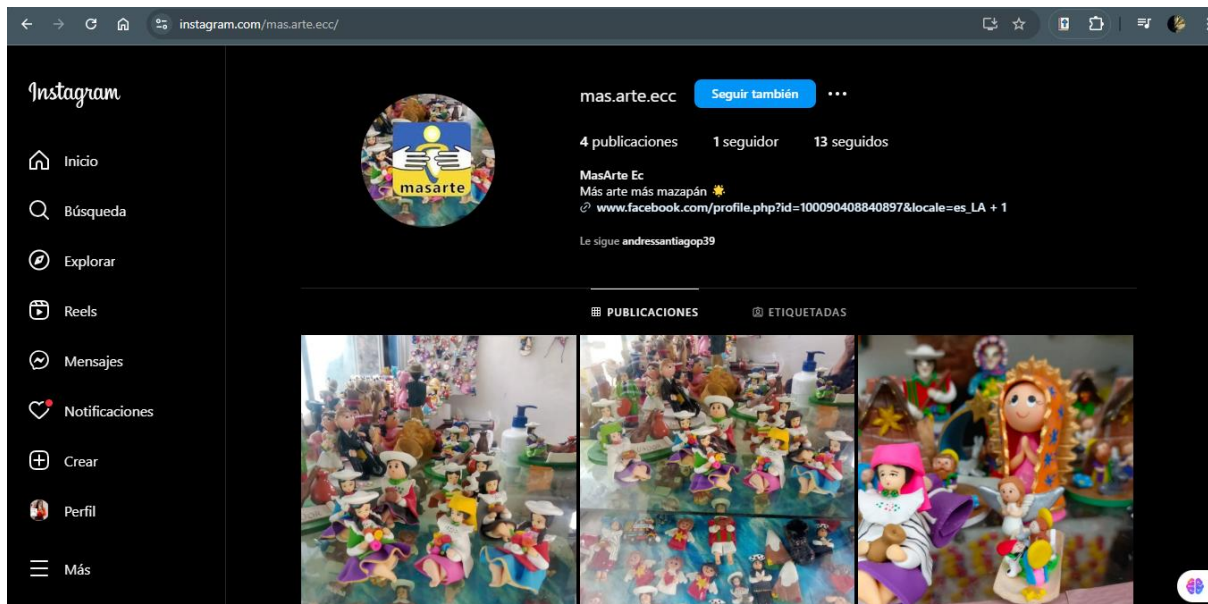 instagram.com/mas.arte.ecc/
Instagram
Inicio
Búsqueda
Explorar
Reels
Mensajes
Notificaciones
Crear
Perfil
Más
masarte
mas.arte.ecc Seguir también
4 publicaciones 1 seguidor 13 seguidos
MasArte Ec
Más arte más mazapán
www.facebook.com/profile.php?id=100090408840897&locale=es_LA + 1
Le sigue andressantiagop39
PUBLICACIONES ETIQUETADAS